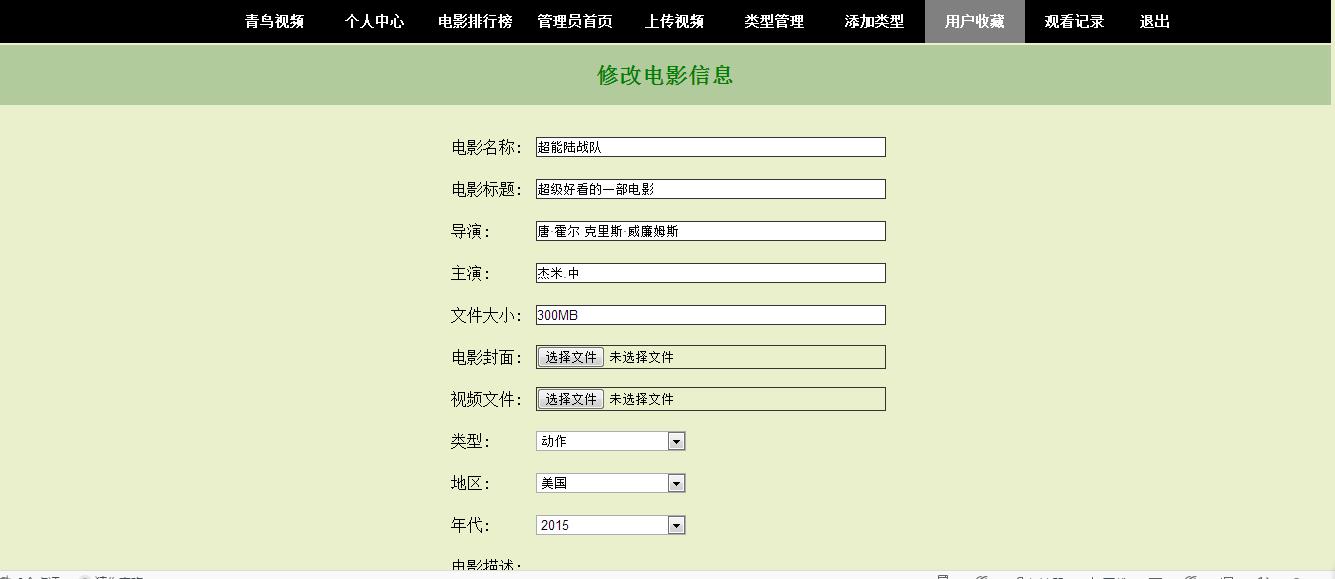 青鸟视频 个人中心 电影排行榜 管理员首页 上传视频 类型管理 添加类型 用户收藏 观看记录 退出
修改电影信息
电影名称： 超能陆战队
电影标题： 超级好看的一部电影
导演： 唐·霍尔 克里斯·威廉姆斯
主演： 杰米.中
文件大小： 300MB
电影封面： 选择文件 未选择文件
视频文件： 选择文件 未选择文件
类型： 动作
地区： 美国
年代： 2015
电影描述：